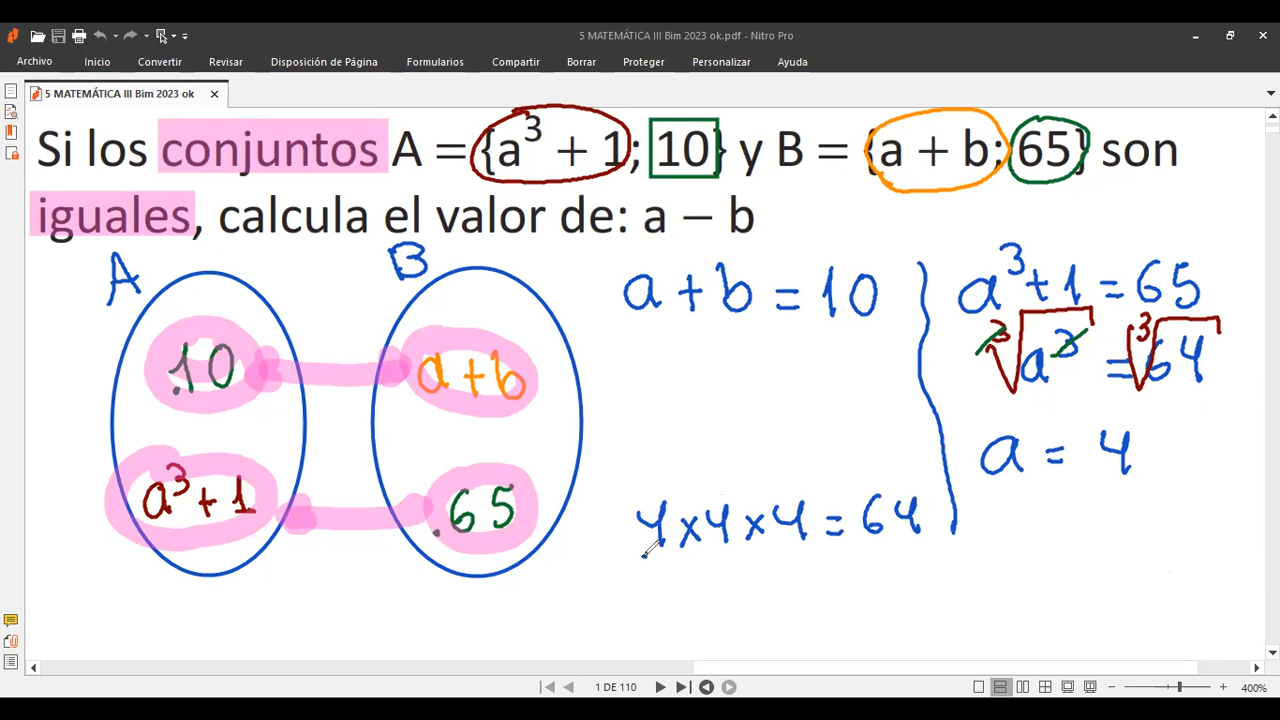 5 MATEMÁTICA III Bim 2023 ok.pdf - Nitro Pro
Archivo Inicio Convertir Revisar Disposición de Página Formularios Compartir Borrar Proteger Personalizar Ayuda
5 MATEMÁTICA III Bim 2023 ok
Si los conjuntos A = {a³ + 1; 10} y B = {a + b; 65} son
iguales, calcula el valor de: a − b
A B
a + b = 10
a³ + 1 = 65
.10 a + b
∛a³ = ∛64
a = 4
a³ + 1 .65
4 x 4 x 4 = 64
1 DE 110
400%